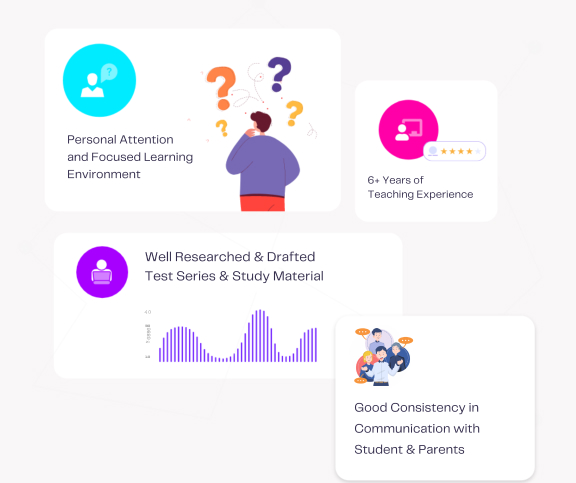 Personal Attention
and Focused Learning
Environment
6+ Years of
Teaching Experience
Well Researched & Drafted
Test Series & Study Material
Good Consistency in
Communication with
Student & Parents